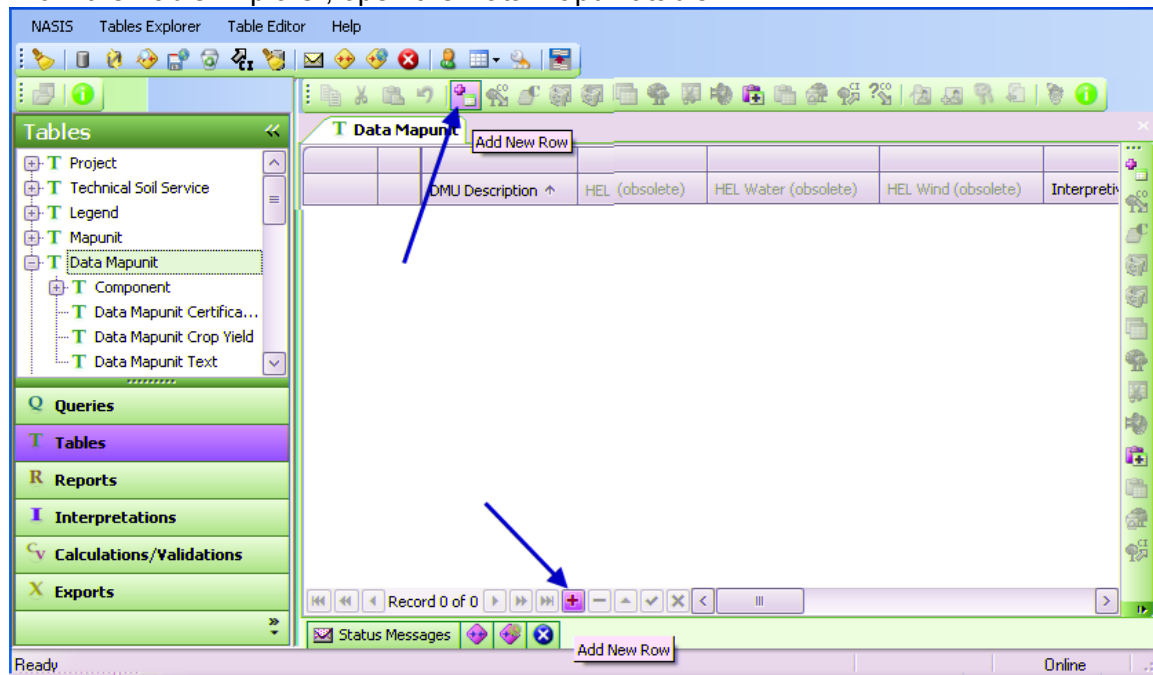 NASIS Tables Explorer Table Editor Help
Tables
T Data Mapunit
Add New Row
T Project
T Technical Soil Service
T Legend
T Mapunit
T Data Mapunit
T Component
T Data Mapunit Certifica...
T Data Mapunit Crop Yield
T Data Mapunit Text
DMU Description HEL (obsolete) HEL Water (obsolete) HEL Wind (obsolete) Interpretiv
Q Queries
T Tables
R Reports
I Interpretations
CV Calculations/Validations
X Exports
Record 0 of 0
Status Messages
Add New Row
Ready Online